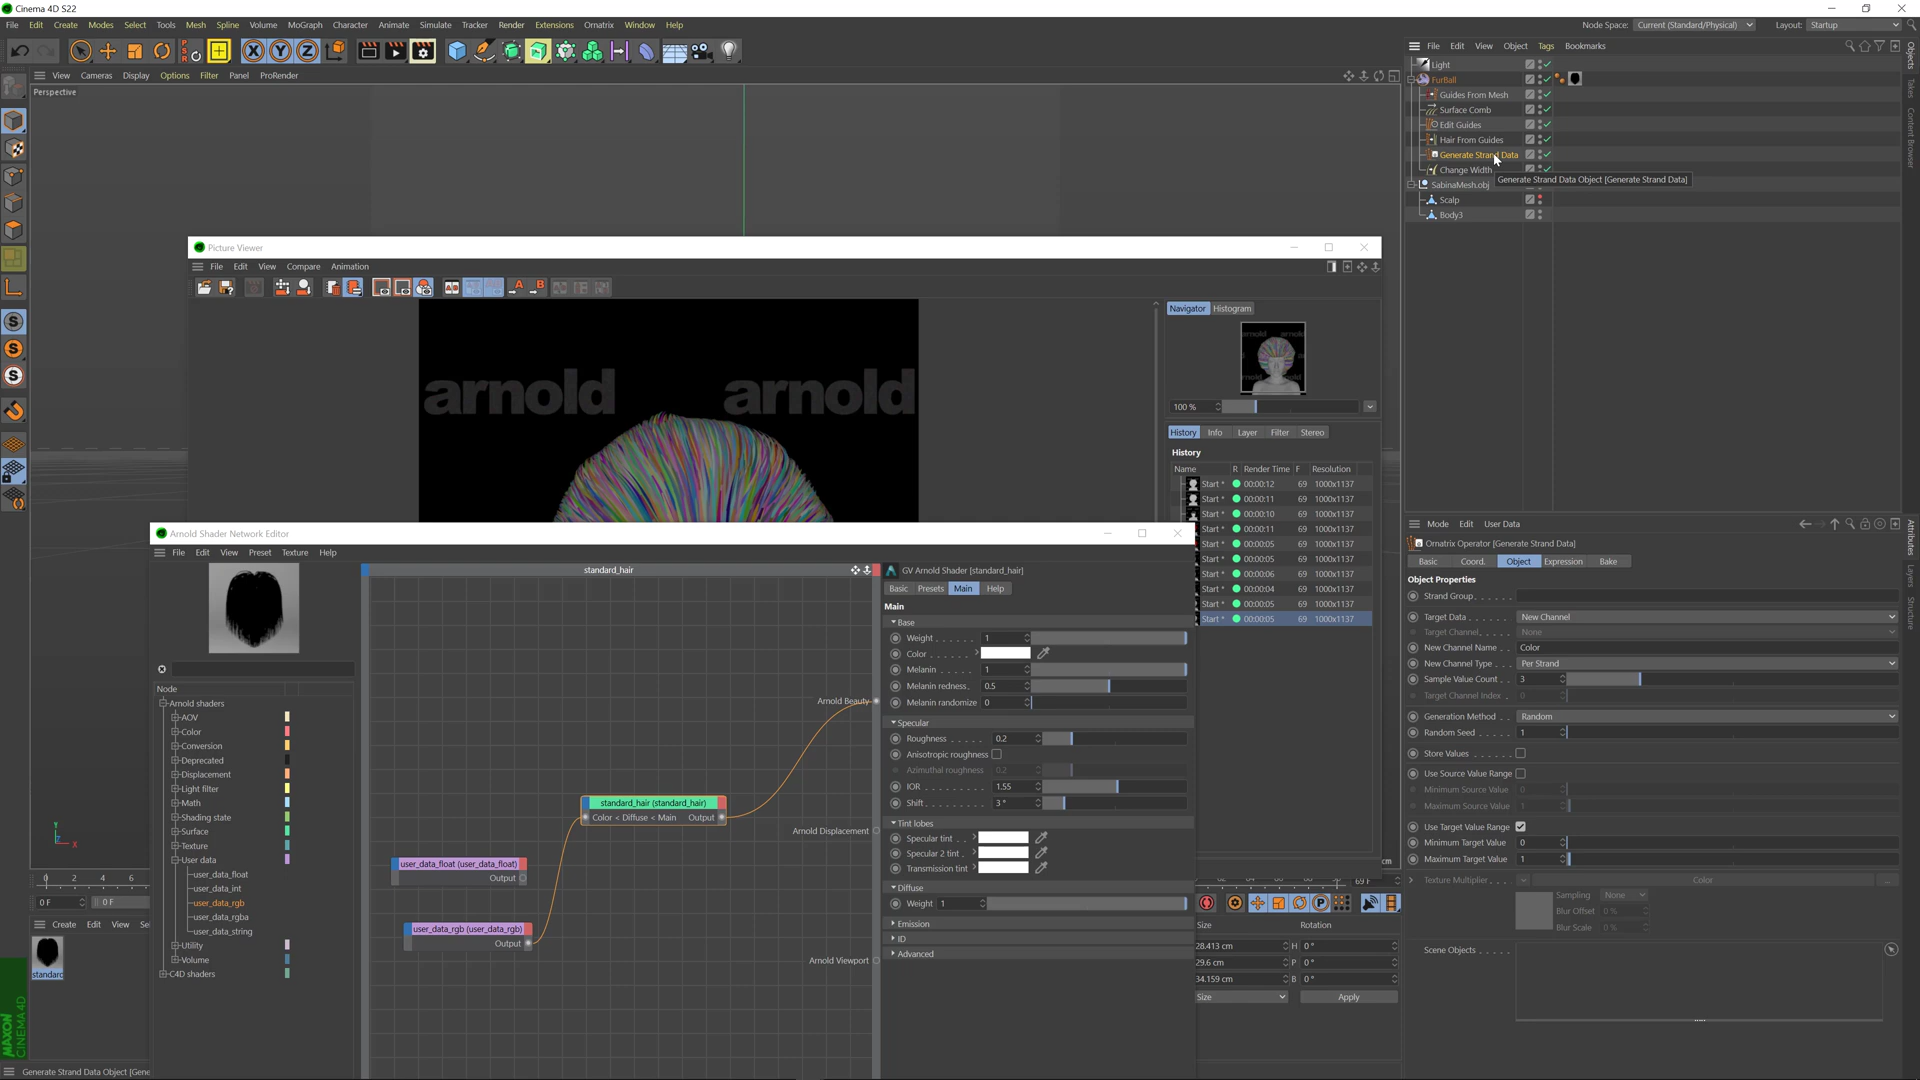 Cinema 4D S22
File Edit Create Modes Select Tools Mesh Spline Volume MoGraph Character Animate Simulate Tracker Render Extensions Ornatrix Window Help
Node Space: Current (Standard/Physical) Layout: Startup
View Cameras Display Options Filter Panel ProRender
Perspective
File Edit View Object Tags Bookmarks
Light
FurBall
Guides From Mesh
Surface Comb
Edit Guides
Hair From Guides
Generate Strand Data
Change Width
Generate Strand Data Object [Generate Strand Data]
SabinaMesh.obj
Scalp
Body3
Objects
Takes
Content Browser
Picture Viewer
File Edit View Compare Animation
arnold arnold
Navigator Histogram
100 %
History Info Layer Filter Stereo
History
Name R Render Time F Resolution
Start * 00:00:12 69 1000x1137
Start * 00:00:11 69 1000x1137
Start * 00:00:10 69 1000x1137
Start * 00:00:11 69 1000x1137
Start * 00:00:05 69 1000x1137
Start * 00:00:05 69 1000x1137
Start * 00:00:06 69 1000x1137
Start * 00:00:04 69 1000x1137
Start * 00:00:05 69 1000x1137
Start * 00:00:05 69 1000x1137
Arnold Shader Network Editor
File Edit View Preset Texture Help
Node
Arnold shaders
AOV
Color
Conversion
Deprecated
Displacement
Light filter
Math
Shading state
Surface
Texture
User data
user_data_float
user_data_int
user_data_rgb
user_data_rgba
user_data_string
Utility
Volume
C4D shaders
standard_hair
Arnold Beauty
standard_hair (standard_hair)
Color < Diffuse < Main Output
Arnold Displacement
user_data_float (user_data_float)
Output
user_data_rgb (user_data_rgb)
Output
Arnold Viewport
GV Arnold Shader [standard_hair]
Basic Presets Main Help
Main
Base
Weight 1
Color
Melanin 1
Melanin redness 0.5
Melanin randomize 0
Specular
Roughness 0.2
Anisotropic roughness
Azimuthal roughness 0.2
IOR 1.55
Shift 3 °
Tint lobes
Specular tint
Specular 2 tint
Transmission tint
Diffuse
Weight 1
Emission
ID
Advanced
Mode Edit User Data
Ornatrix Operator [Generate Strand Data]
Basic Coord. Object Expression Bake
Object Properties
Strand Group
Target Data New Channel
Target Channel None
New Channel Name Color
New Channel Type Per Strand
Sample Value Count 3
Target Channel Index 0
Generation Method Random
Random Seed 1
Store Values
Use Source Value Range
Minimum Source Value 0
Maximum Source Value 1
Use Target Value Range
Minimum Target Value 0
Maximum Target Value 1
Texture Multiplier Color
Sampling None
Blur Offset 0 %
Blur Scale 0 %
Scene Objects
Attributes
Layers
Structure
0 2 4 6
0 F 0 F
Create Edit View
standard
cm
69 F
Size Rotation
28.413 cm H 0 °
29.6 cm P 0 °
34.159 cm B 0 °
Size Apply
MAXON
CINEMA 4D
Generate Strand Data Object [Gene